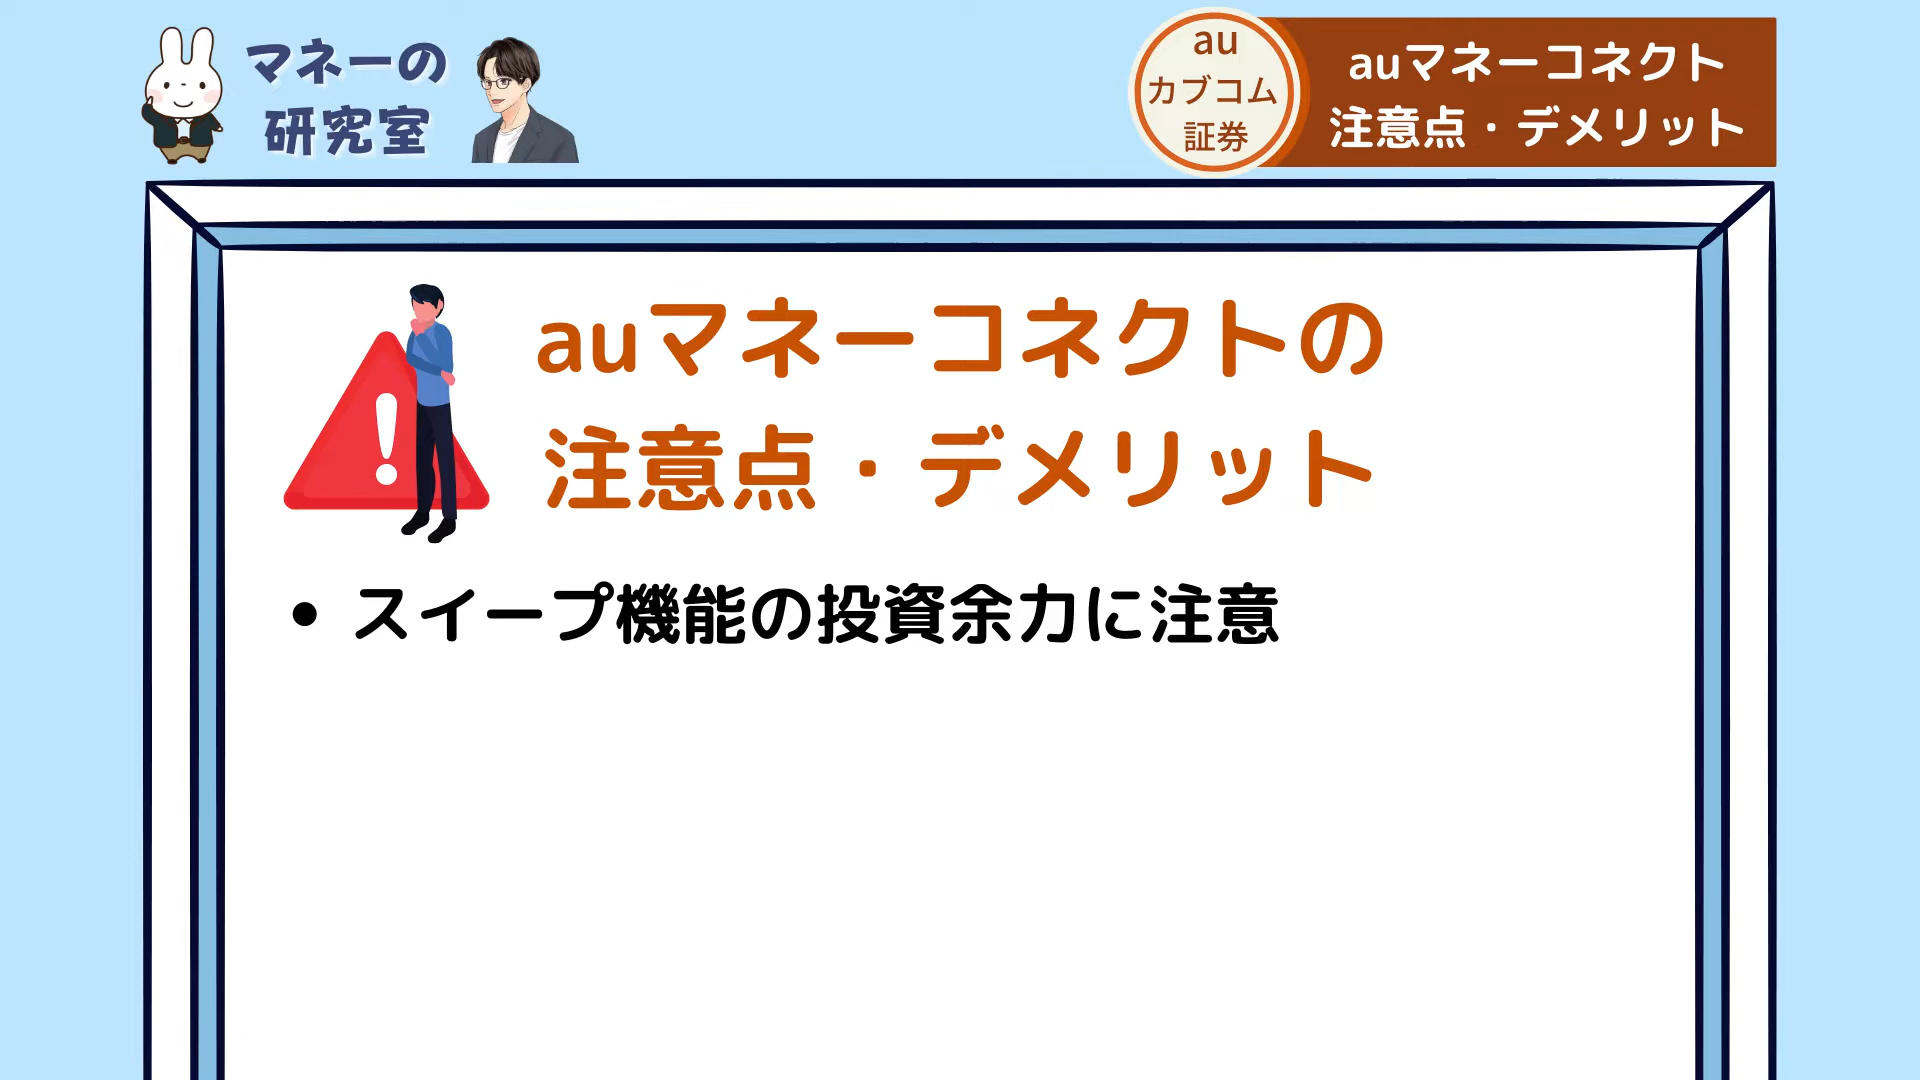 マネーの
研究室
au
カブコム
証券
auマネーコネクト
注意点・デメリット
auマネーコネクトの
注意点・デメリット
• スイープ機能の投資余力に注意